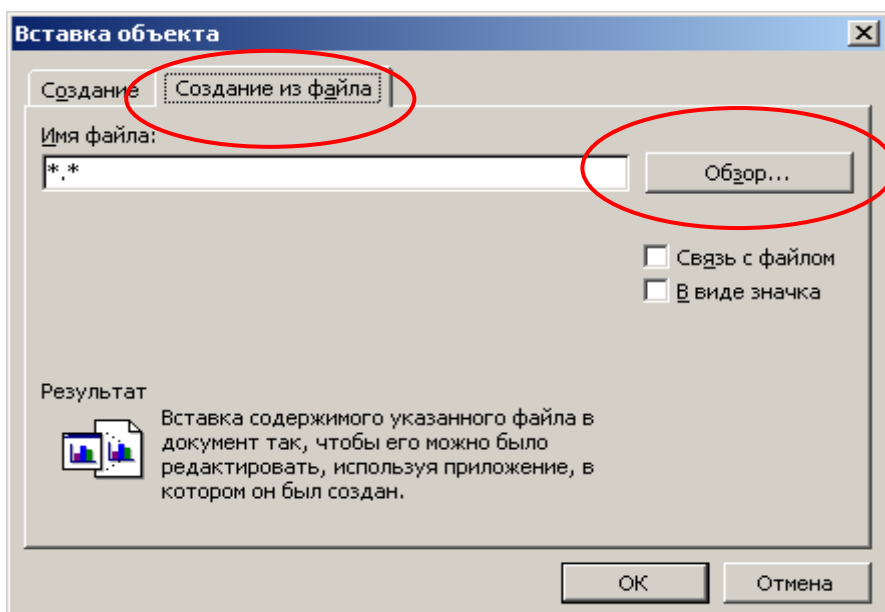 Вставка объекта
Создание
Создание из файла
Имя файла:
*.*
Обзор...
Связь с файлом
В виде значка
Результат
Вставка содержимого указанного файла в
документ так, чтобы его можно было
редактировать, используя приложение, в
котором он был создан.
ОК
Отмена